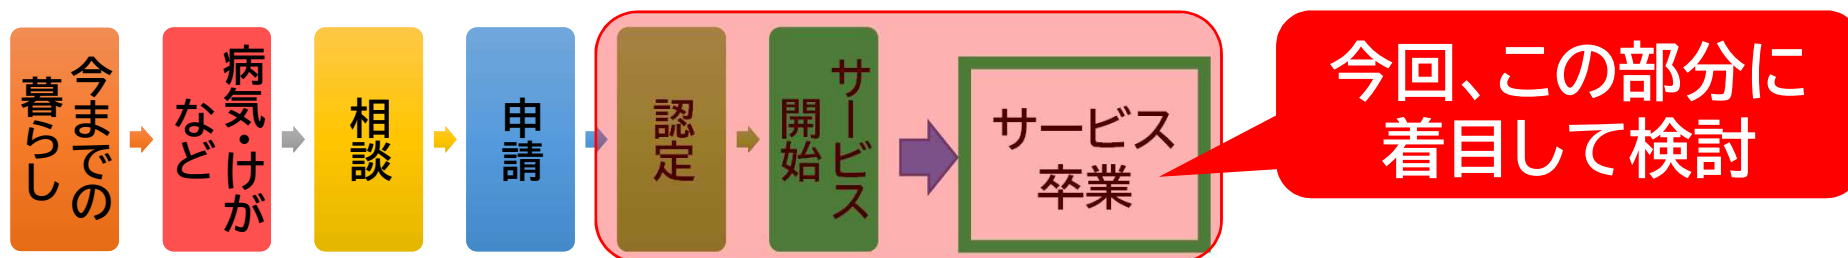 今までの
暮らし
病気・けが
など
相談
申請
認定
サービス
開始
サービス
卒業
今回、この部分に
着目して検討